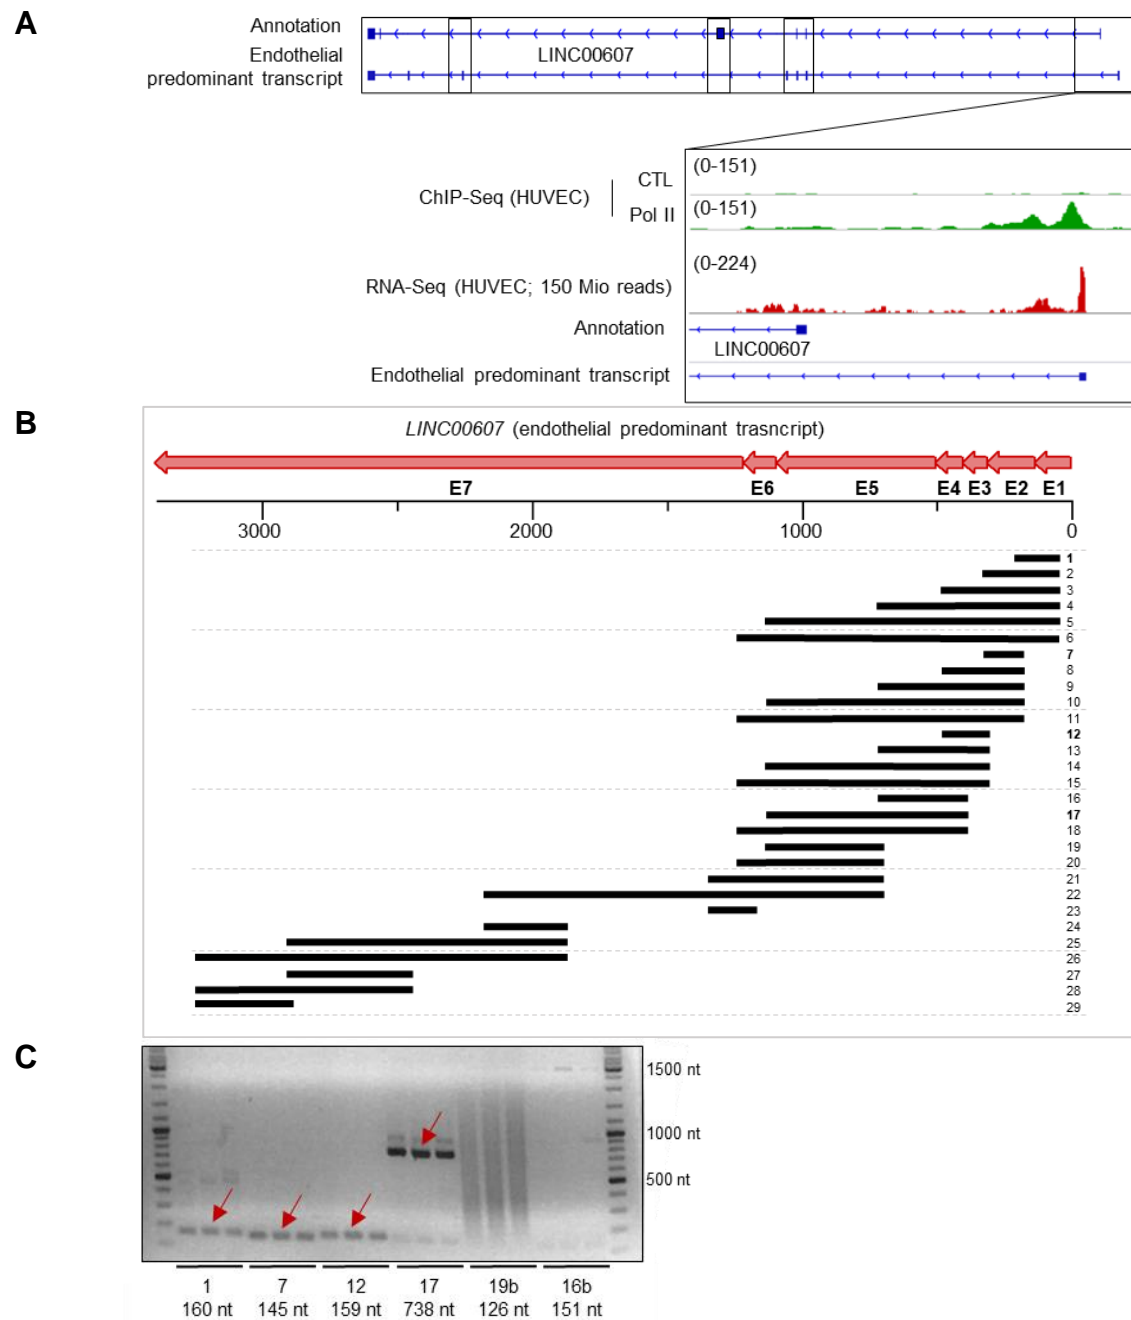 A
Annotation
Endothelial
predominant transcript
LINC00607
ChIP-Seq (HUVEC)
CTL
(0-151)
Pol II
(0-151)
RNA-Seq (HUVEC; 150 Mio reads)
(0-224)
Annotation
LINC00607
Endothelial predominant transcript
B
LINC00607 (endothelial predominant trasncript)
E7 E6 E5 E4 E3 E2 E1
3000 2000 1000 0
1
2
3
4
5
6
7
8
9
10
11
12
13
14
15
16
17
18
19
20
21
22
23
24
25
26
27
28
29
C
1500 nt
1000 nt
500 nt
1 7 12 17 19b 16b
160 nt 145 nt 159 nt 738 nt 126 nt 151 nt